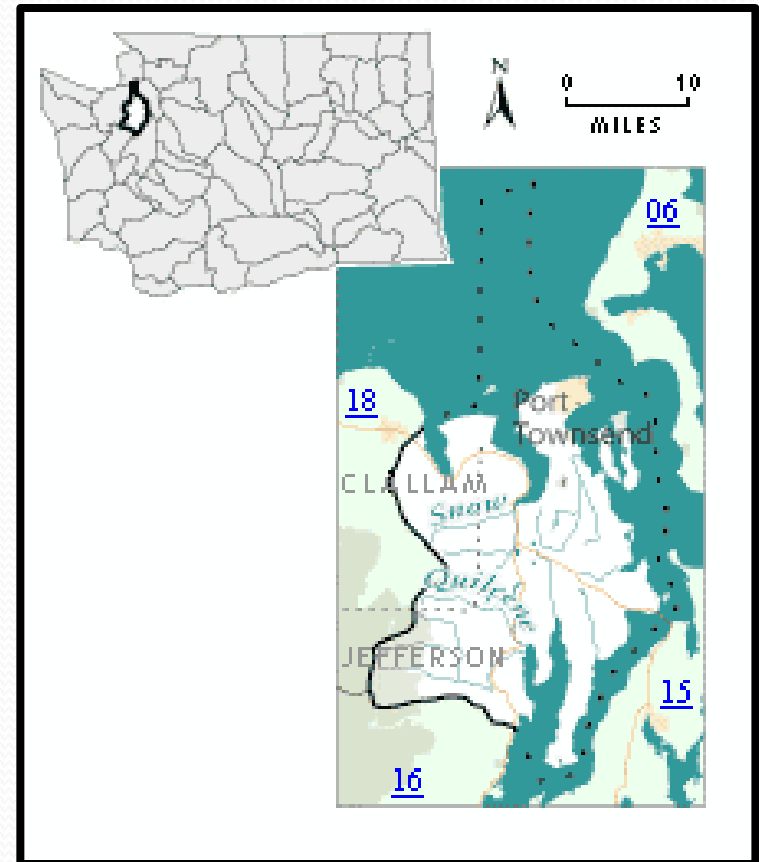 N
0 10
MILES
06
18
Port
Townsend
CLALLAM
Snow
Quilcene
JEFFERSON
15
16